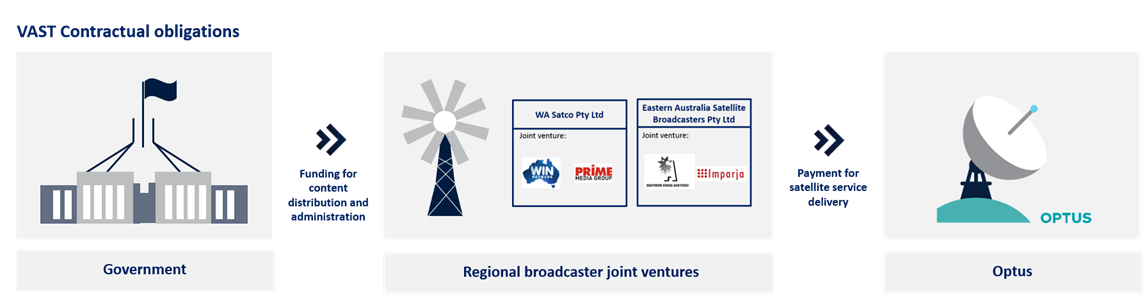 VAST Contractual obligations
Funding for
content
distribution and
administration
WA Satco Pty Ltd
Joint venture:
WIN
NETWORK
PRIME
MEDIA GROUP
Eastern Australia Satellite
Broadcasters Pty Ltd
Joint venture:
SOUTHERN CROSS AUSTEREO
Imparja
Payment for
satellite service
delivery
OPTUS
Government
Regional broadcaster joint ventures
Optus